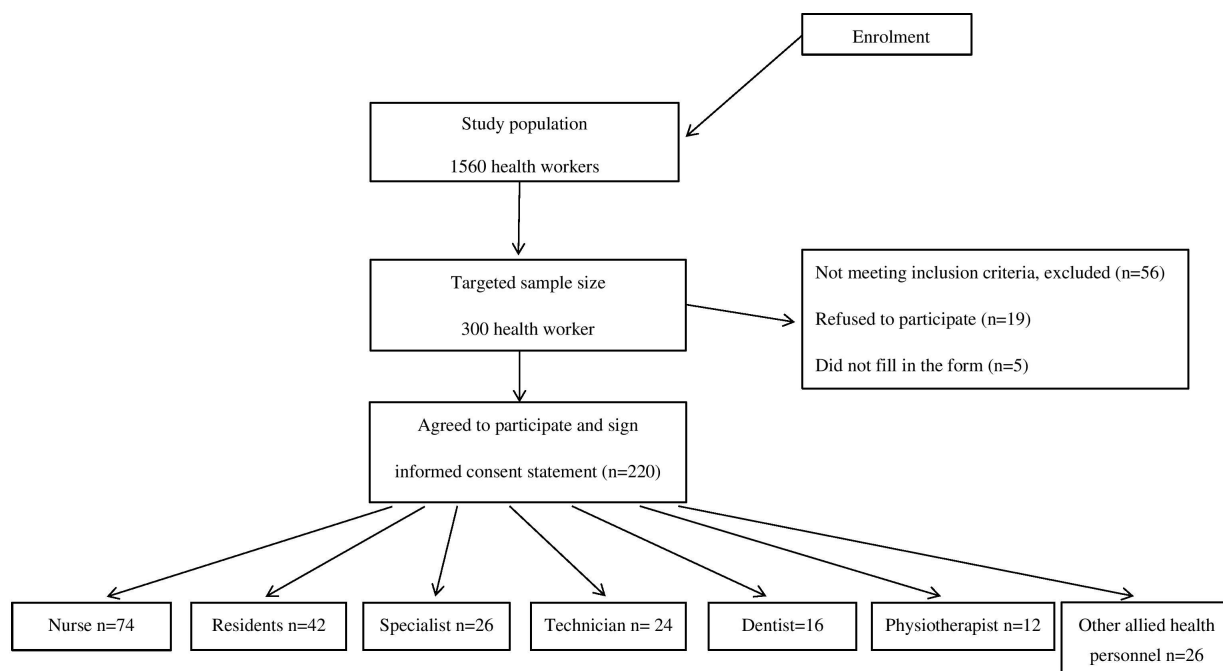 Enrolment
Study population
1560 health workers
Targeted sample size
300 health worker
Not meeting inclusion criteria, excluded (n=56)
Refused to participate (n=19)
Did not fill in the form (n=5)
Agreed to participate and sign
informed consent statement (n=220)
Nurse n=74
Residents n=42
Specialist n=26
Technician n= 24
Dentist=16
Physiotherapist n=12
Other allied health
personnel n=26